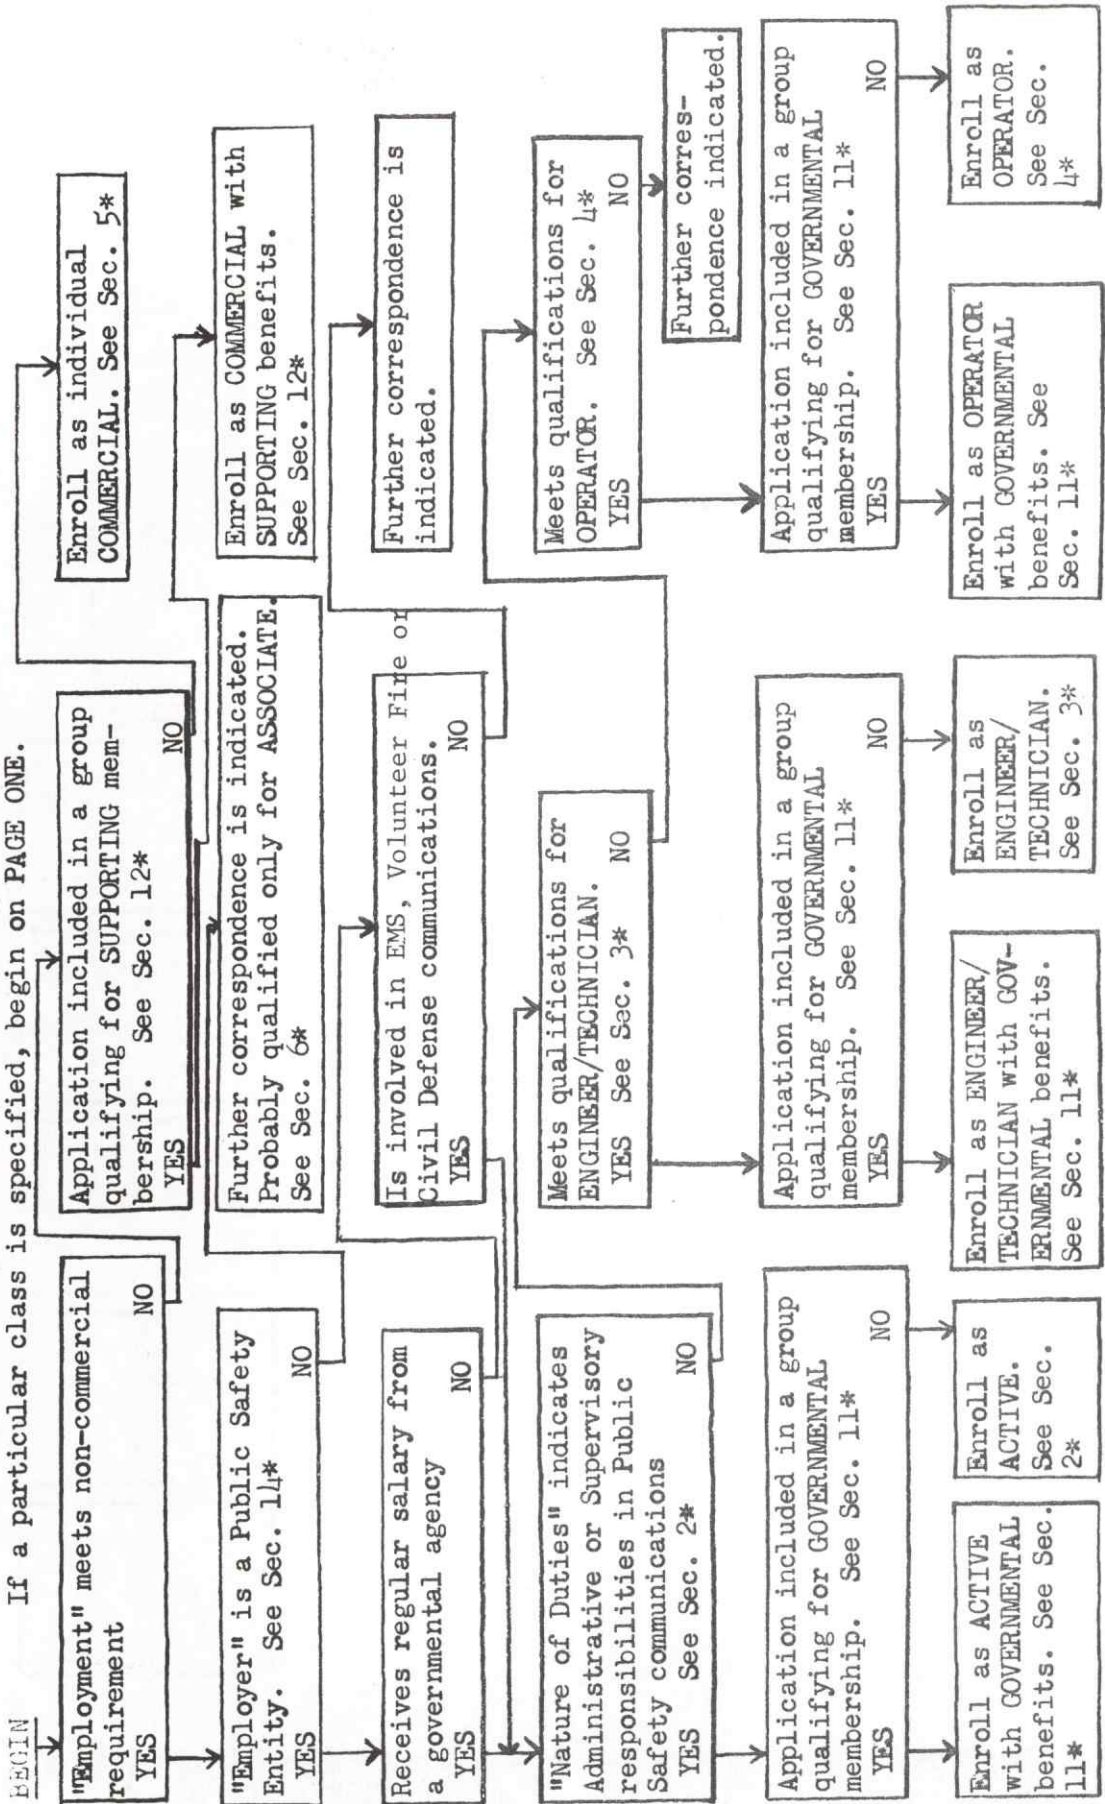 BEGIN If a particular class is specified, begin on PAGE ONE.
"Employment" meets non-commercial
requirement
YES NO
Application included in a group
qualifying for SUPPORTING mem-
bership. See Sec. 12*
YES NO
Enroll as individual
COMMERCIAL. See Sec. 5*
"Employer" is a Public Safety
Entity. See Sec. 14*
YES NO
Further correspondence is indicated.
Probably qualified only for ASSOCIATE.
See Sec. 6*
Enroll as COMMERCIAL with
SUPPORTING benefits.
See Sec. 12*
Receives regular salary from
a governmental agency
YES NO
Is involved in EMS, Volunteer Fire or
Civil Defense communications.
YES NO
Further correspondence is
indicated.
"Nature of Duties" indicates
Administrative or Supervisory
responsibilities in Public
Safety communications
YES See Sec. 2* NO
Meets qualifications for
ENGINEER/TECHNICIAN.
YES See Sec. 3* NO
Meets qualifications for
OPERATOR. See Sec. 4*
YES NO
Further corres-
pondence indicated.
Application included in a group
qualifying for GOVERNMENTAL
membership. See Sec. 11*
YES NO
Application included in a group
qualifying for GOVERNMENTAL
membership. See Sec. 11*
YES NO
Application included in a group
qualifying for GOVERNMENTAL
membership. See Sec. 11*
YES NO
Enroll as ACTIVE
with GOVERNMENTAL
benefits. See Sec.
11*
Enroll as
ACTIVE.
See Sec.
2*
Enroll as ENGINEER/
TECHNICIAN with GOV-
ERNMENTAL benefits.
See Sec. 11*
Enroll as
ENGINEER/
TECHNICIAN.
See Sec. 3*
Enroll as OPERATOR
with GOVERNMENTAL
benefits. See
Sec. 11*
Enroll as
OPERATOR.
See Sec.
4*